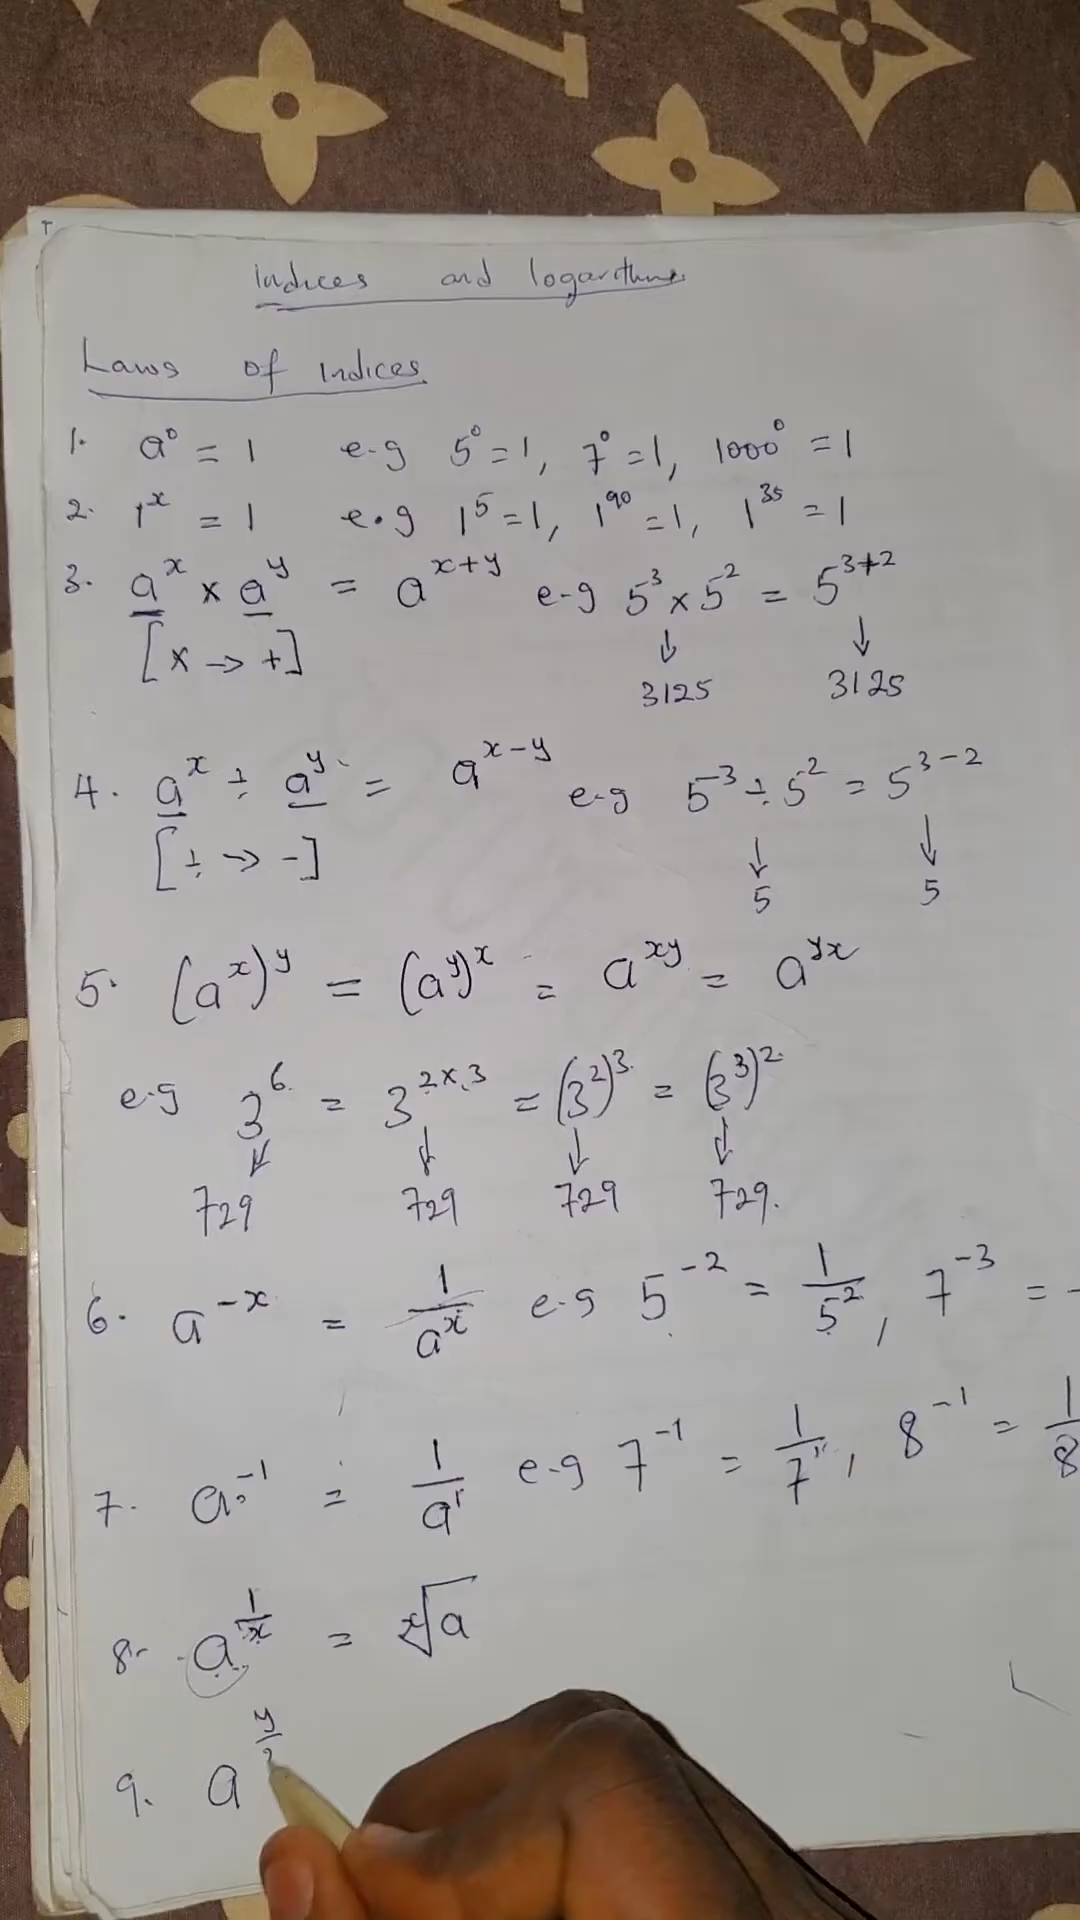 Indices and logarithms
Laws of Indices
1. a⁰ = 1 e.g 5⁰ = 1, 7⁰ = 1, 1000⁰ = 1
2. 1ˣ = 1 e.g 1⁵ = 1, 1⁹⁰ = 1, 1³⁵ = 1
3. aˣ × aʸ = aˣ⁺ʸ e-g 5³ × 5² = 5³⁺²
[× → +] ↓ ↓
3125 3125
4. aˣ ÷ aʸ = aˣ⁻ʸ e-g 5³ ÷ 5² = 5³⁻²
[÷ → -] ↓ ↓
5 5
5. (aˣ)ʸ = (aʸ)ˣ = aˣʸ = aʸˣ
e-g 3⁶ = 3^(2×3) = (3²)³ = (3³)²
↓ ↓ ↓ ↓
729 729 729 729.
6. a⁻ˣ = 1/aˣ e-g 5⁻² = 1/5², 7⁻³ =
7. a⁻¹ = 1/a¹ e-g 7⁻¹ = 1/7¹, 8⁻¹ = 1/8
8. a^(1/x) = ˣ√a
9. a^(y/